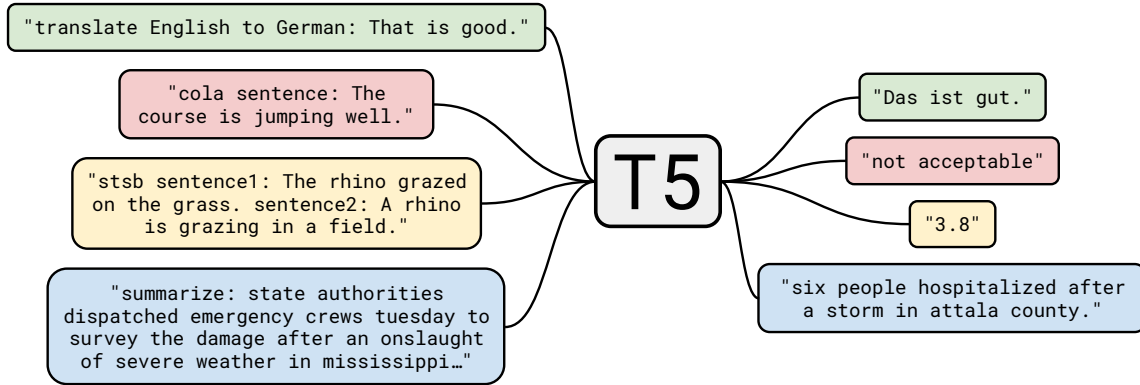 "translate English to German: That is good."
"cola sentence: The
course is jumping well."
"stsb sentence1: The rhino grazed
on the grass. sentence2: A rhino
is grazing in a field."
"summarize: state authorities
dispatched emergency crews tuesday to
survey the damage after an onslaught
of severe weather in mississippi…"
T5
"Das ist gut."
"not acceptable"
"3.8"
"six people hospitalized after
a storm in attala county."